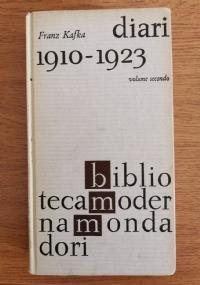 Franz Kafka diari
1910-1923
volume secondo
biblio
tecamoder
namonda
dori